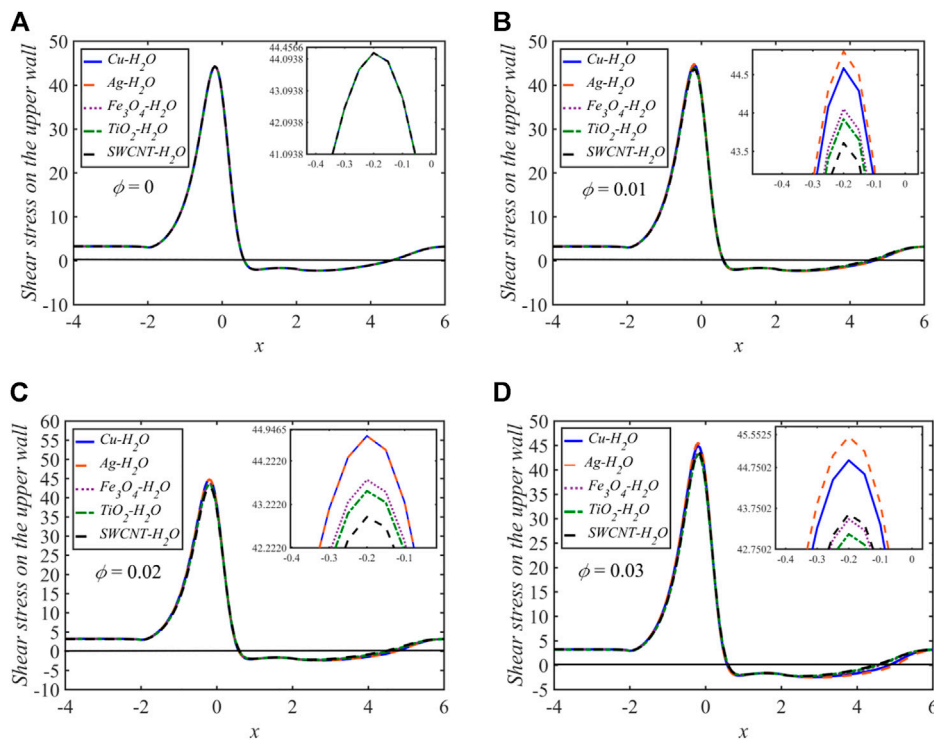 A
Shear stress on the upper wall
50
40
30
20
10
0
-10
-4
-2
0
2
4
6
x
Cu-H2O
Ag-H2O
Fe3O4-H2O
TiO2-H2O
SWCNT-H2O
ϕ = 0
44.4566
44.0938
43.0938
42.0938
41.0938
-0.4
-0.3
-0.2
-0.1
0
B
Shear stress on the upper wall
50
40
30
20
10
0
-10
-4
-2
0
2
4
6
x
Cu-H2O
Ag-H2O
Fe3O4-H2O
TiO2-H2O
SWCNT-H2O
ϕ = 0.01
44.5
44
43.5
-0.4
-0.3
-0.2
-0.1
0
C
Shear stress on the upper wall
60
55
50
45
40
35
30
25
20
15
10
5
0
-5
-10
-4
-2
0
2
4
6
x
Cu-H2O
Ag-H2O
Fe3O4-H2O
TiO2-H2O
SWCNT-H2O
ϕ = 0.02
44.9465
44.2220
43.2220
42.2220
-0.4
-0.3
-0.2
-0.1
D
Shear stress on the upper wall
50
45
40
35
30
25
20
15
10
5
0
-5
-4
-2
0
2
4
6
x
Cu-H2O
Ag-H2O
Fe3O4-H2O
TiO2-H2O
SWCNT-H2O
ϕ = 0.03
45.5525
44.7502
43.7502
42.7502
-0.4
-0.3
-0.2
-0.1
0